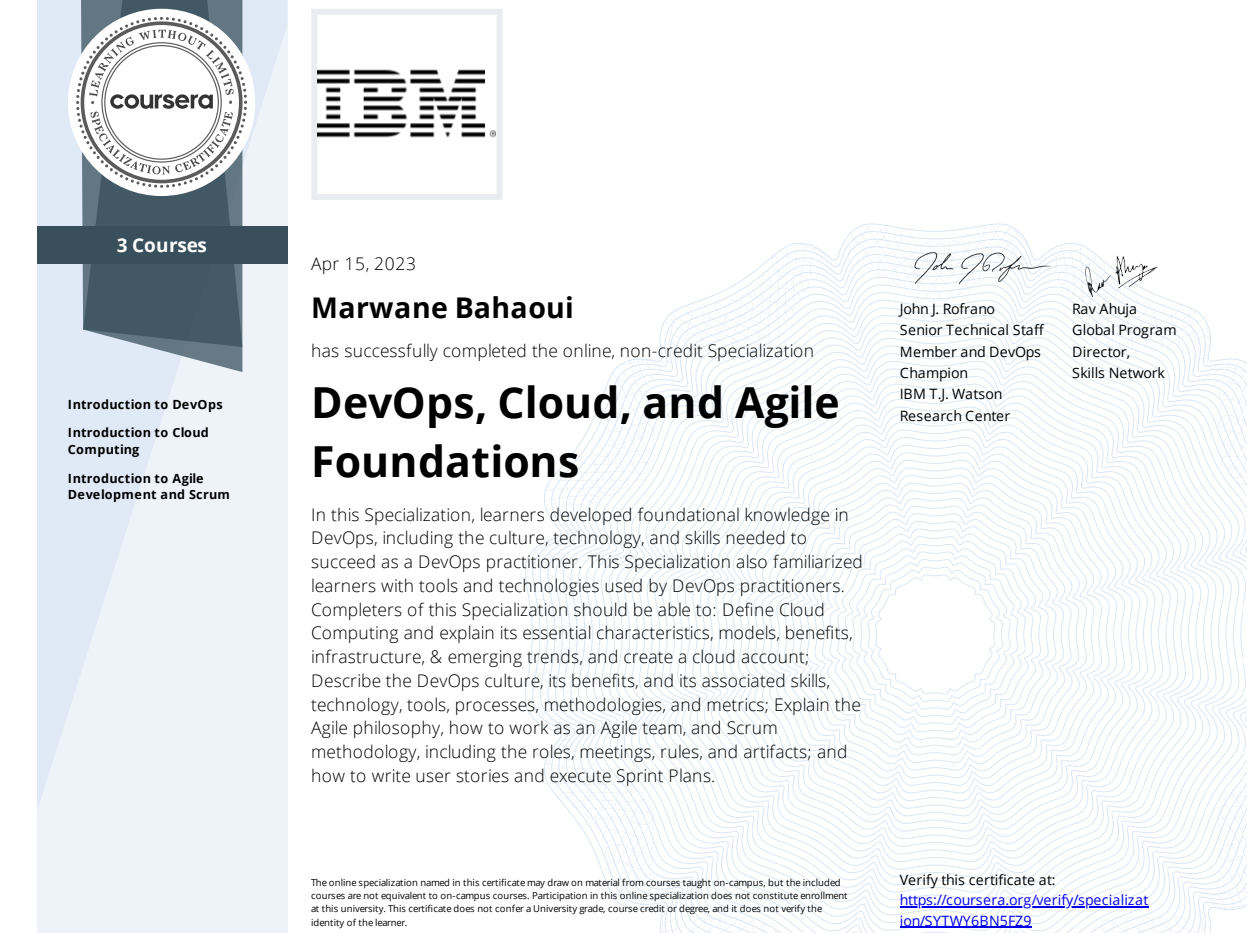 LEARNING WITHOUT LIMITS
coursera
SPECIALIZATION CERTIFICATE
IBM®
3 Courses
Introduction to DevOps
Introduction to Cloud
Computing
Introduction to Agile
Development and Scrum
Apr 15, 2023
Marwane Bahaoui
has successfully completed the online, non-credit Specialization
DevOps, Cloud, and Agile
Foundations
In this Specialization, learners developed foundational knowledge in
DevOps, including the culture, technology, and skills needed to
succeed as a DevOps practitioner. This Specialization also familiarized
learners with tools and technologies used by DevOps practitioners.
Completers of this Specialization should be able to: Define Cloud
Computing and explain its essential characteristics, models, benefits,
infrastructure, & emerging trends, and create a cloud account;
Describe the DevOps culture, its benefits, and its associated skills,
technology, tools, processes, methodologies, and metrics; Explain the
Agile philosophy, how to work as an Agile team, and Scrum
methodology, including the roles, meetings, rules, and artifacts; and
how to write user stories and execute Sprint Plans.
John J. Rofrano
Senior Technical Staff
Member and DevOps
Champion
IBM T.J. Watson
Research Center
Rav Ahuja
Global Program
Director,
Skills Network
The online specialization named in this certificate may draw on material from courses taught on-campus, but the included
courses are not equivalent to on-campus courses. Participation in this online specialization does not constitute enrollment
at this university. This certificate does not confer a University grade, course credit or degree, and it does not verify the
identity of the learner.
Verify this certificate at:
https://coursera.org/verify/specializat
ion/SYTWY6BN5FZ9